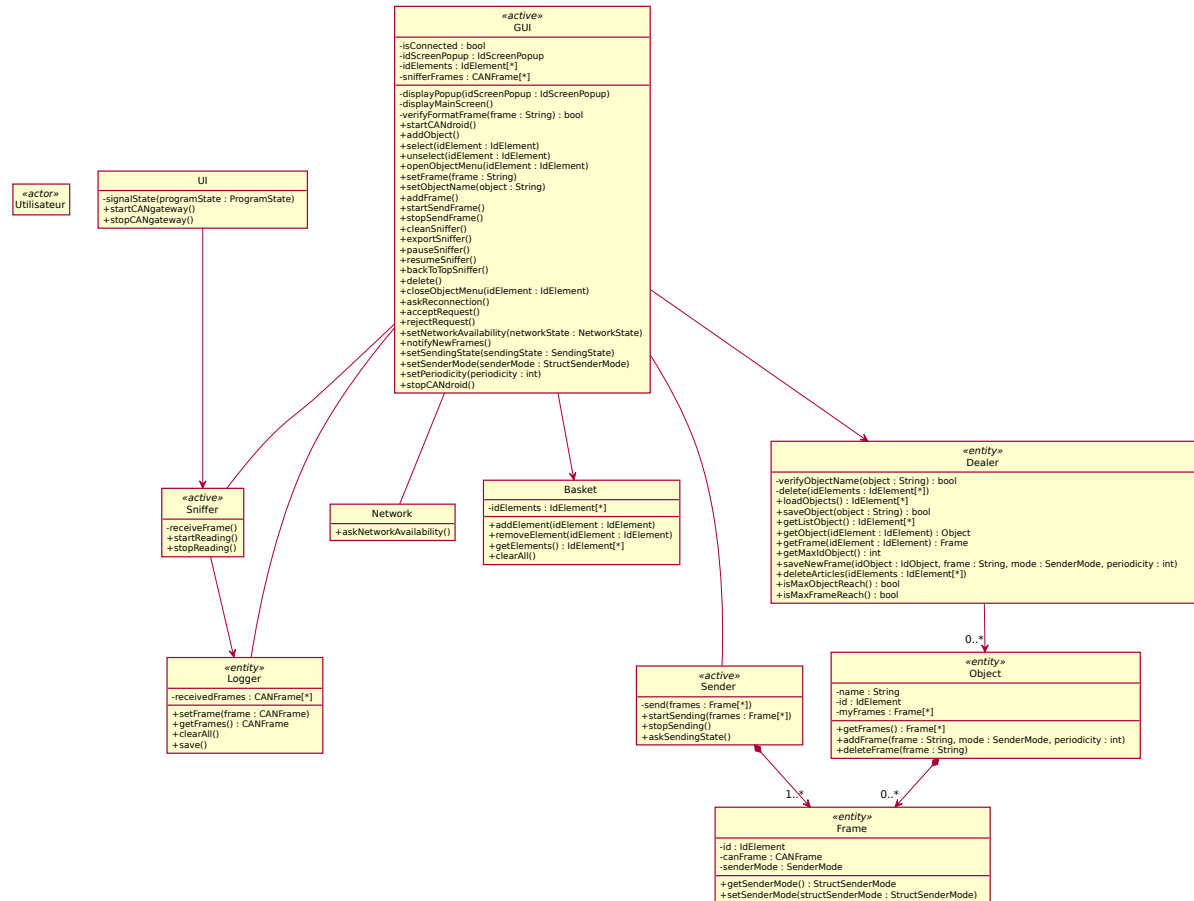 «active»
GUI
-isConnected : bool
-idScreenPopup : IdScreenPopup
-idElements : IdElement[*]
-snifferFrames : CANFrame[*]
-displayPopup(idScreenPopup : IdScreenPopup)
-displayMainScreen()
-verifyFormatFrame(frame : String) : bool
+startCANdroid()
+addObject()
+select(idElement : IdElement)
+unselect(idElement : IdElement)
+openObjectMenu(idElement : IdElement)
+setFrame(frame : String)
+setObjectName(object : String)
+addFrame()
+startSendFrame()
+stopSendFrame()
+cleanSniffer()
+exportSniffer()
+pauseSniffer()
+resumeSniffer()
+backToTopSniffer()
+delete()
+closeObjectMenu(idElement : IdElement)
+askReconnection()
+acceptRequest()
+rejectRequest()
+setNetworkAvailability(networkState : NetworkState)
+notifyNewFrames()
+setSendingState(sendingState : SendingState)
+setSenderMode(senderMode : StructSenderMode)
+setPeriodicity(periodicity : int)
+stopCANdroid()
«actor»
Utilisateur
UI
-signalState(programState : ProgramState)
+startCANgateway()
+stopCANgateway()
«active»
Sniffer
-receiveFrame()
+startReading()
+stopReading()
Network
+askNetworkAvailability()
Basket
-idElements : IdElement[*]
+addElement(idElement : IdElement)
+removeElement(idElement : IdElement)
+getElements() : IdElement[*]
+clearAll()
«entity»
Dealer
-verifyObjectName(object : String) : bool
-delete(idElements : IdElement[*])
+loadObjects() : IdElement[*]
+saveObject(object : String) : bool
+getListObject() : IdElement[*]
+getObject(idElement : IdElement) : Object
+getFrame(idElement : IdElement) : Frame
+getMaxIdObject() : int
+saveNewFrame(idObject : IdObject, frame : String, mode : SenderMode, periodicity : int)
+deleteArticles(idElements : IdElement[*])
+isMaxObjectReach() : bool
+isMaxFrameReach() : bool
0..*
«entity»
Logger
-receivedFrames : CANFrame[*]
+setFrame(frame : CANFrame)
+getFrames() : CANFrame
+clearAll()
+save()
«active»
Sender
-send(frames : Frame[*])
+startSending(frames : Frame[*])
+stopSending()
+askSendingState()
«entity»
Object
-name : String
-id : IdElement
-myFrames : Frame[*]
+getFrames() : Frame[*]
+addFrame(frame : String, mode : SenderMode, periodicity : int)
+deleteFrame(frame : String)
1..*
0..*
«entity»
Frame
-id : IdElement
-canFrame : CANFrame
-senderMode : SenderMode
+getSenderMode() : StructSenderMode
+setSenderMode(structSenderMode : StructSenderMode)